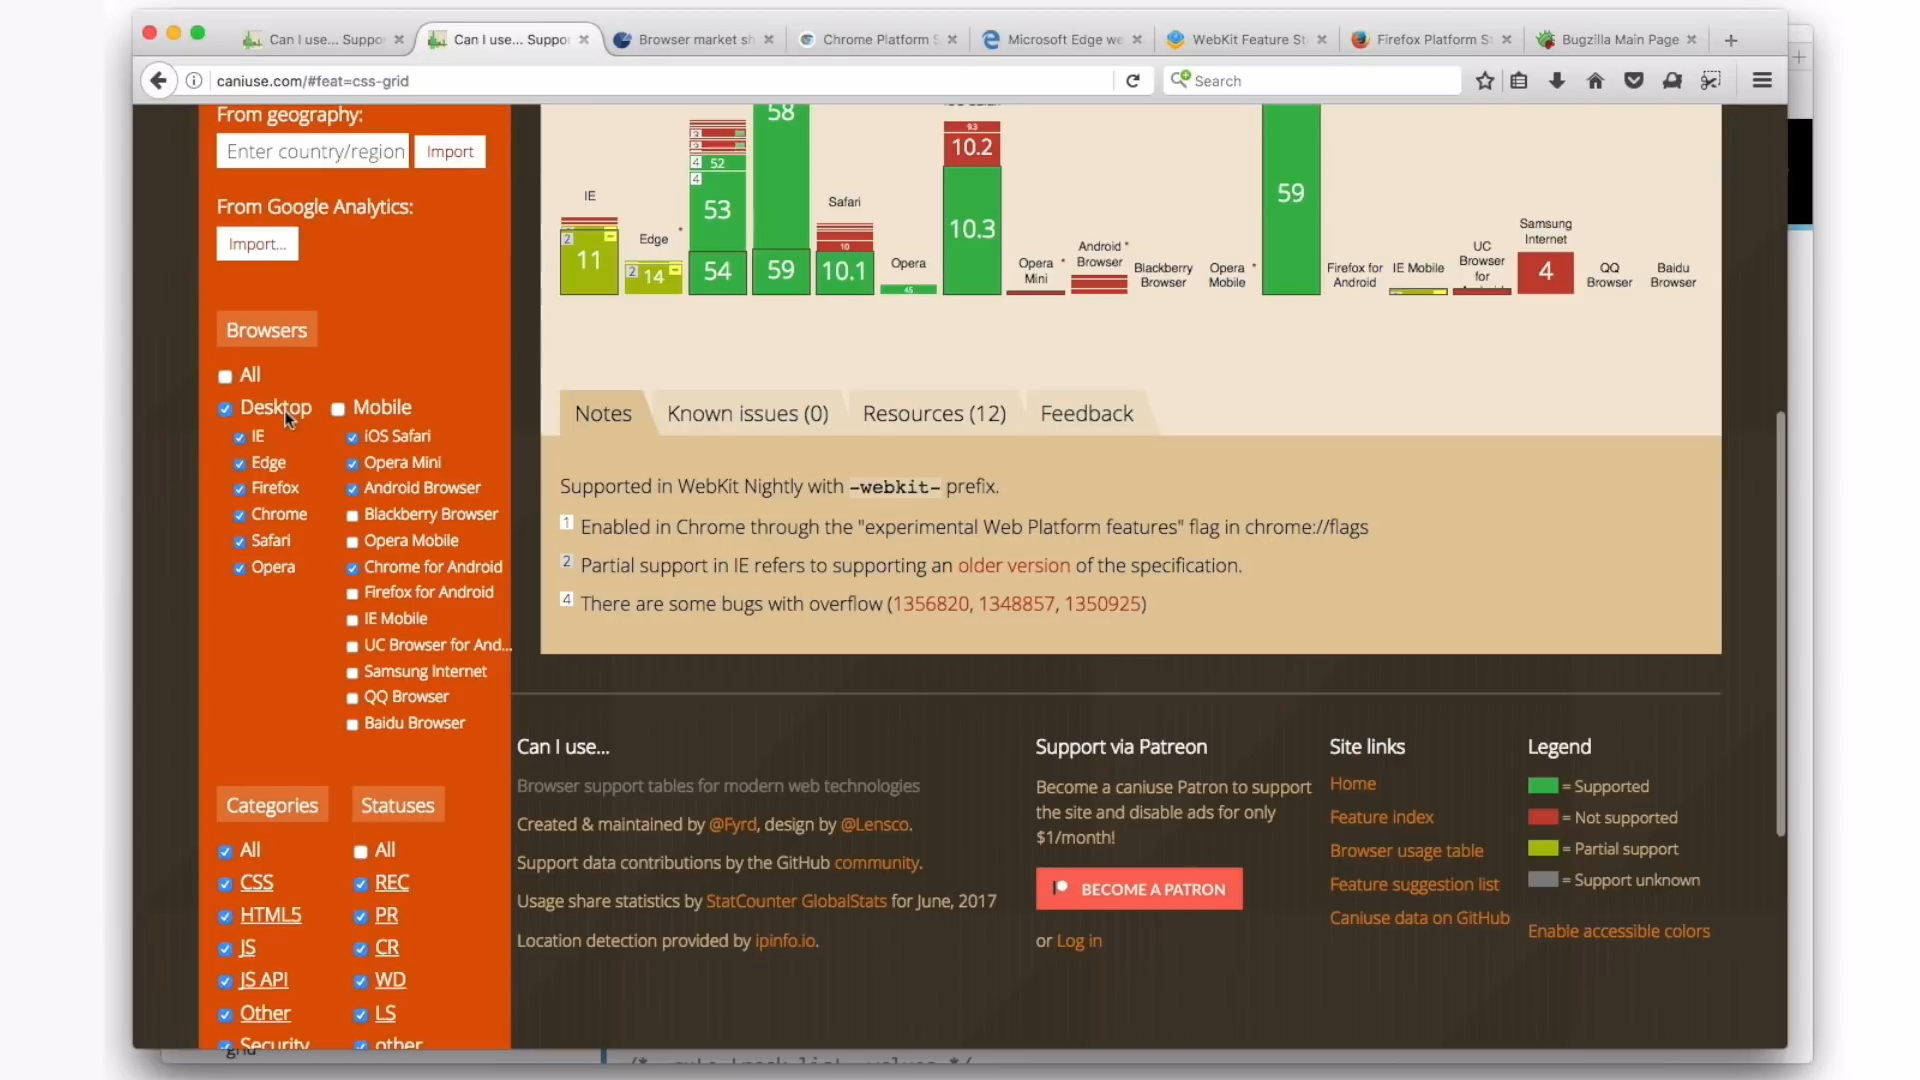 Can I use... Suppo
Can I use... Suppo
Browser market sh
Chrome Platform S
Microsoft Edge we
WebKit Feature St
Firefox Platform St
Bugzilla Main Page
caniuse.com/#feat=css-grid
Search
From geography:
Enter country/region
Import
From Google Analytics:
Import...
Browsers
All
Desktop
IE
Edge
Firefox
Chrome
Safari
Opera
Mobile
iOS Safari
Opera Mini
Android Browser
Blackberry Browser
Opera Mobile
Chrome for Android
Firefox for Android
IE Mobile
UC Browser for And...
Samsung Internet
QQ Browser
Baidu Browser
Categories
All
CSS
HTML5
JS
JS API
Other
Security
Statuses
All
REC
PR
CR
WD
LS
other
IE
2
11
Edge *
2
14
3
3
4 52
4
53
54
58
59
Safari
10
10.1
Opera
45
9.3
10.2
10.3
Opera Mini *
Android Browser *
Blackberry Browser
Opera Mobile *
59
Firefox for Android
IE Mobile
UC Browser for
Samsung Internet
4
QQ Browser
Baidu Browser
Notes
Known issues (0)
Resources (12)
Feedback
Supported in WebKit Nightly with -webkit- prefix.
1 Enabled in Chrome through the "experimental Web Platform features" flag in chrome://flags
2 Partial support in IE refers to supporting an older version of the specification.
4 There are some bugs with overflow (1356820, 1348857, 1350925)
Can I use...
Browser support tables for modern web technologies
Created & maintained by @Fyrd, design by @Lensco.
Support data contributions by the GitHub community.
Usage share statistics by StatCounter GlobalStats for June, 2017
Location detection provided by ipinfo.io.
Support via Patreon
Become a caniuse Patron to support
the site and disable ads for only
$1/month!
BECOME A PATRON
or Log in
Site links
Home
Feature index
Browser usage table
Feature suggestion list
Caniuse data on GitHub
Legend
= Supported
= Not supported
= Partial support
= Support unknown
Enable accessible colors
grid